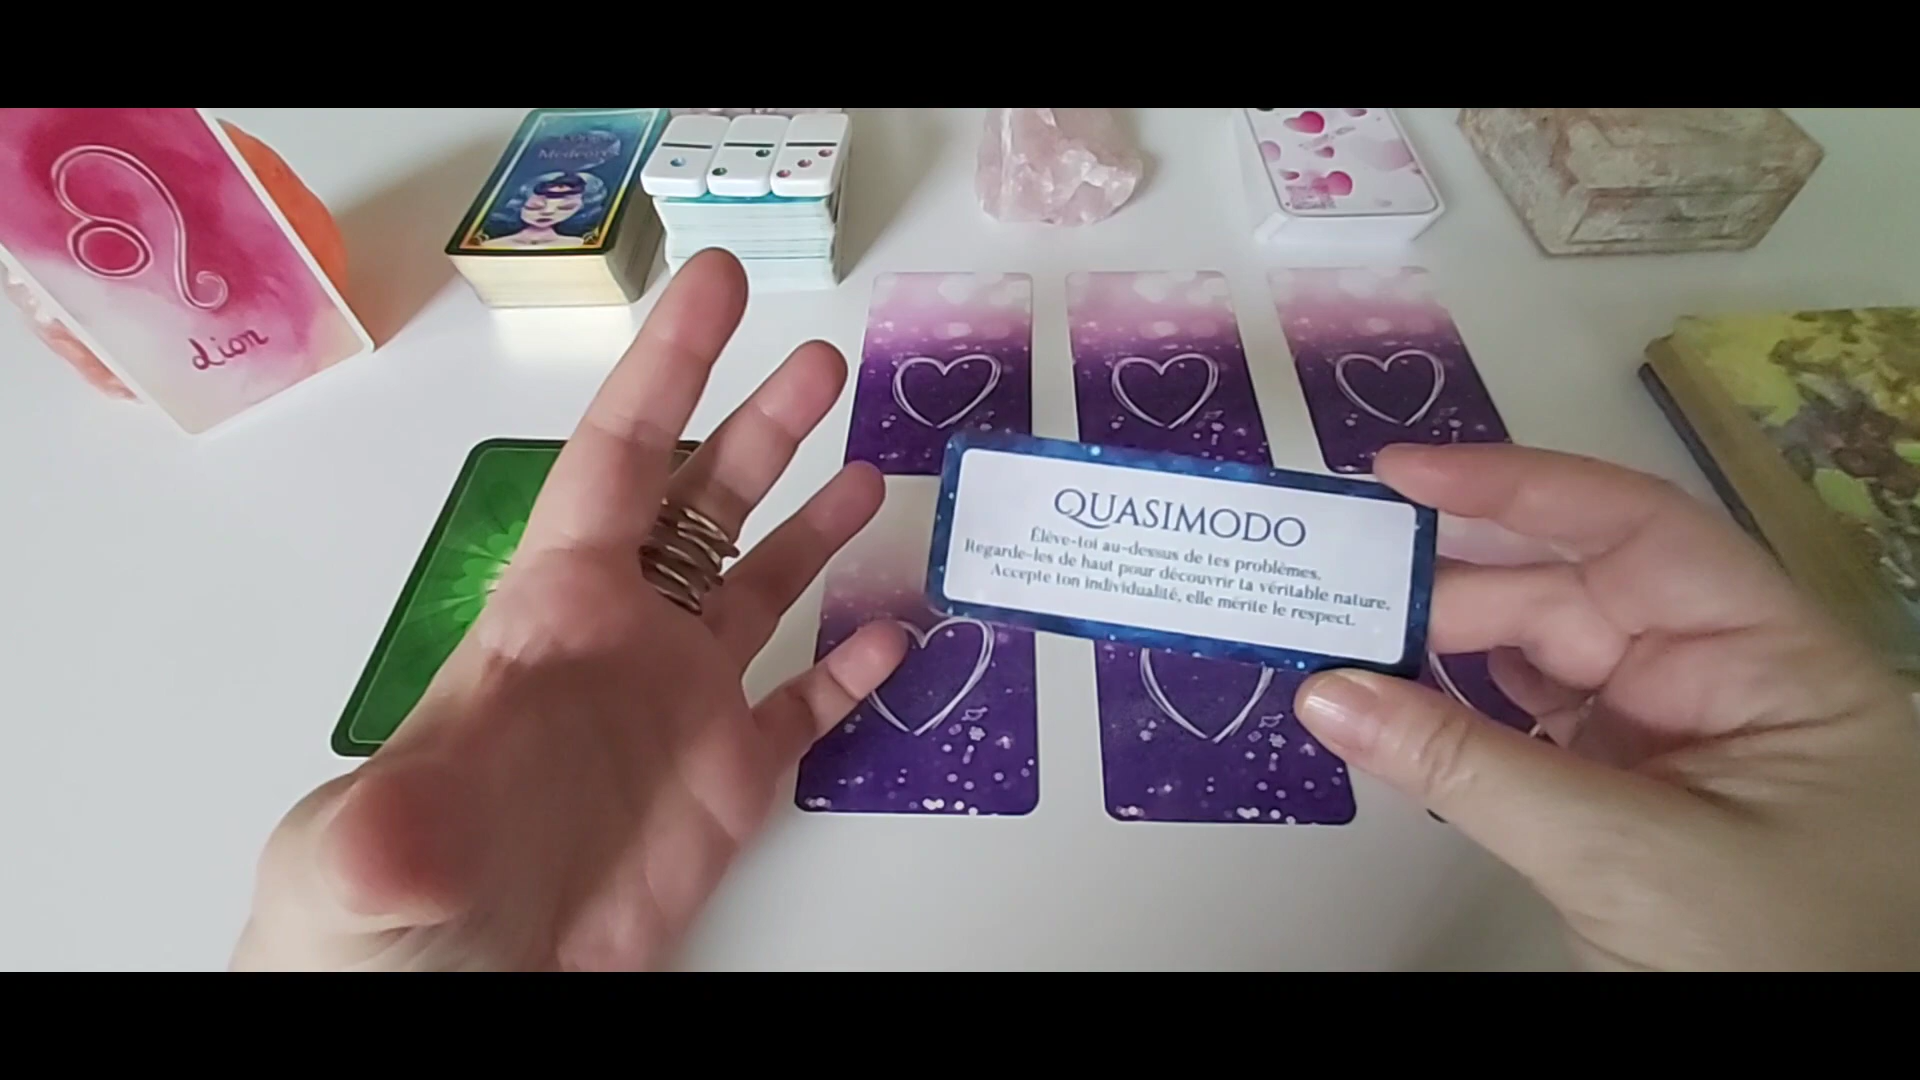 Lion
QUASIMODO
Élève-toi au-dessus de tes problèmes.
Regarde-les de haut pour découvrir ta véritable nature.
Accepte ton individualité, elle mérite le respect.